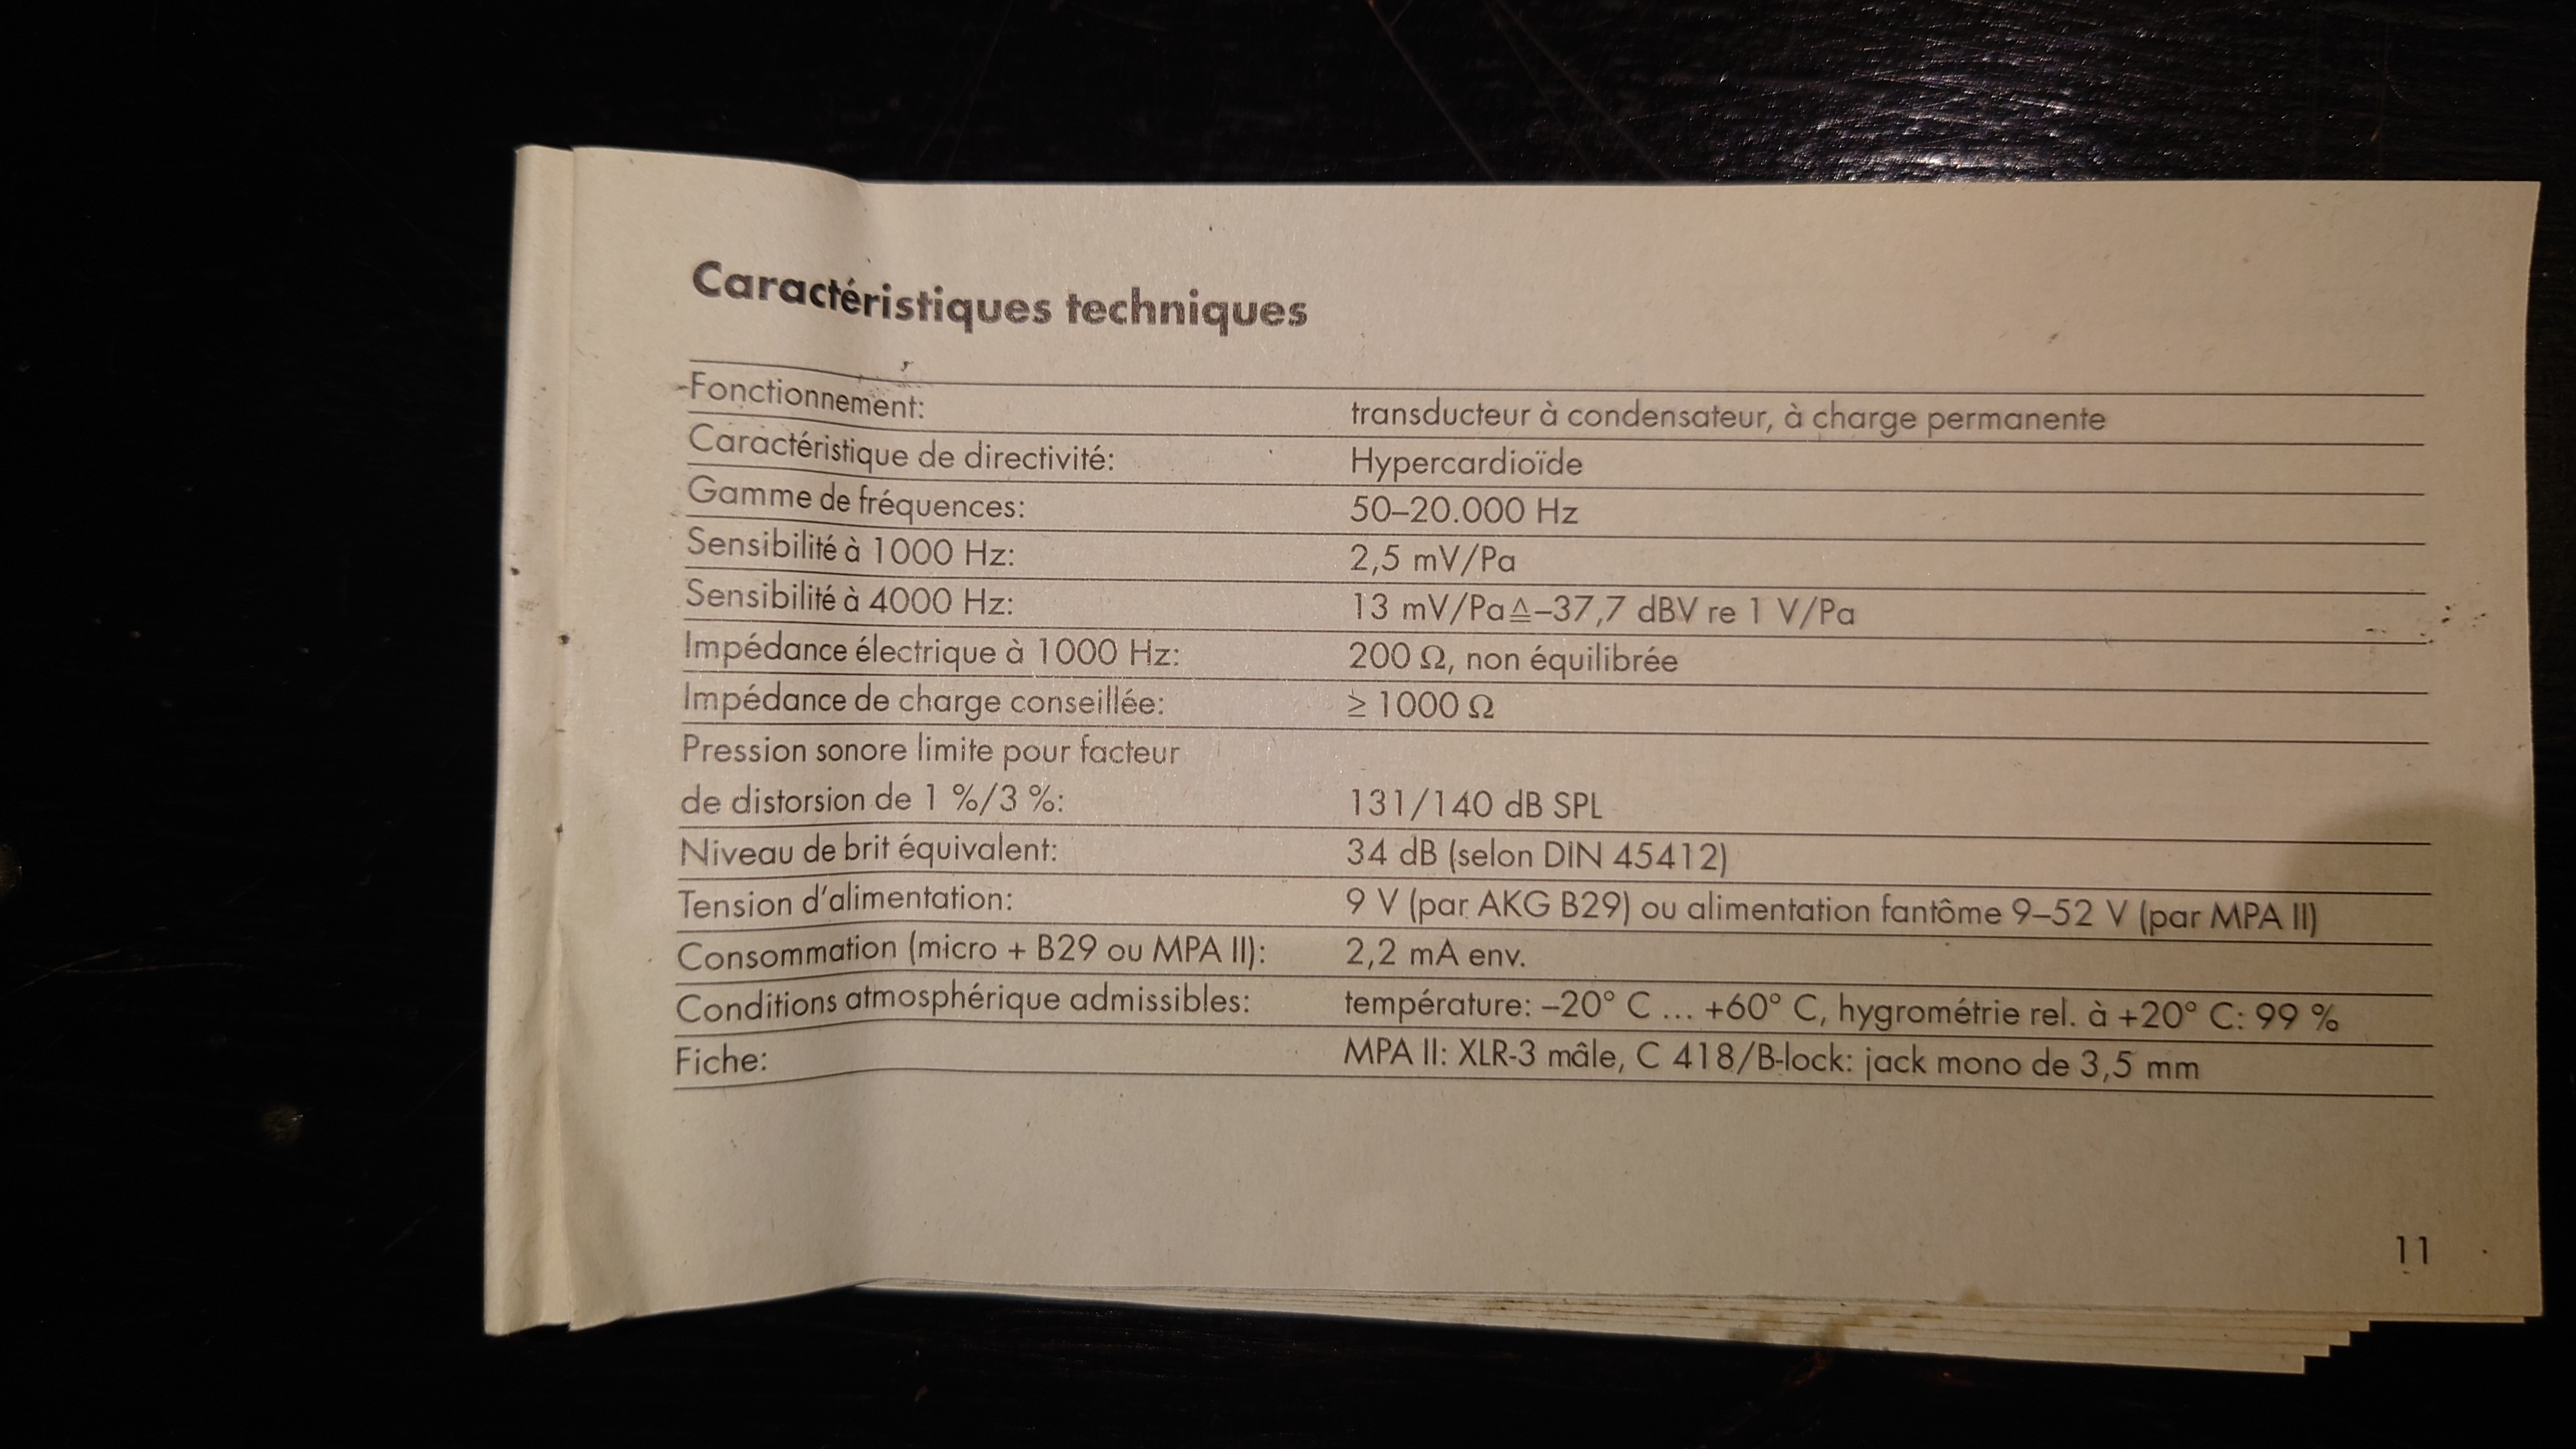 Caractéristiques techniques
Fonctionnement: transducteur à condensateur, à charge permanente
Caractéristique de directivité: Hypercardioïde
Gamme de fréquences: 50–20.000 Hz
Sensibilité à 1000 Hz: 2,5 mV/Pa
Sensibilité à 4000 Hz: 13 mV/Pa≙–37,7 dBV re 1 V/Pa
Impédance électrique à 1000 Hz: 200 Ω, non équilibrée
Impédance de charge conseillée: ≥ 1000 Ω
Pression sonore limite pour facteur
de distorsion de 1 %/3 %: 131/140 dB SPL
Niveau de brit équivalent: 34 dB (selon DIN 45412)
Tension d'alimentation: 9 V (par AKG B29) ou alimentation fantôme 9–52 V (par MPA II)
Consommation (micro + B29 ou MPA II): 2,2 mA env.
Conditions atmosphérique admissibles: température: –20° C ... +60° C, hygrométrie rel. à +20° C: 99 %
Fiche: MPA II: XLR-3 mâle, C 418/B-lock: jack mono de 3,5 mm
11